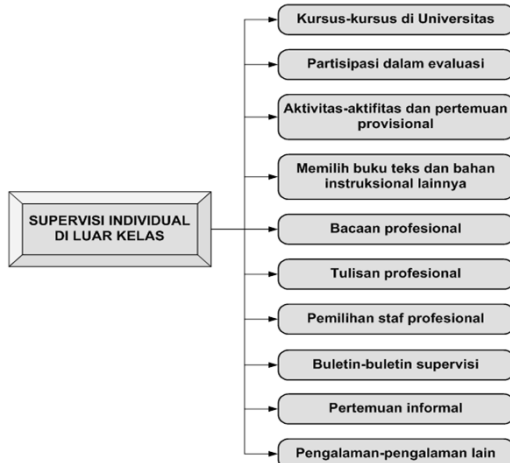 Kursus-kursus di Universitas
Partisipasi dalam evaluasi
Aktivitas-aktifitas dan pertemuan
provisional
Memilih buku teks dan bahan
instruksional lainnya
SUPERVISI INDIVIDUAL
DI LUAR KELAS
Bacaan profesional
Tulisan profesional
Pemilihan staf profesional
Buletin-buletin supervisi
Pertemuan informal
Pengalaman-pengalaman lain